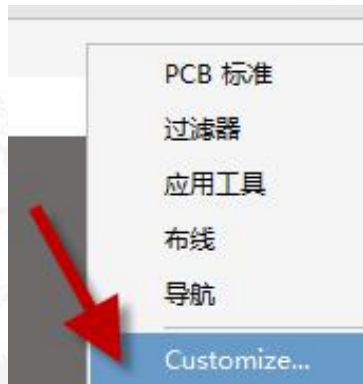 PCB 标准
过滤器
应用工具
布线
导航
Customize...